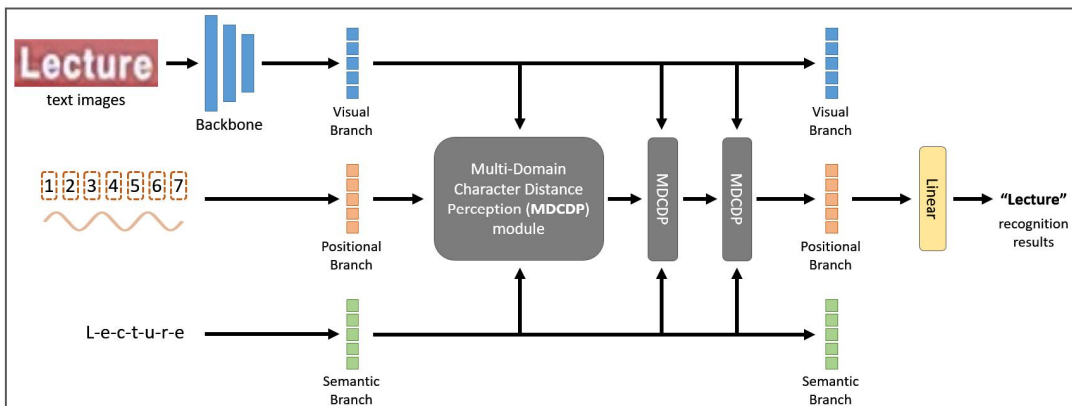 Lecture
text images
Backbone
Visual
Branch
Visual
Branch
1 2 3 4 5 6 7
Positional
Branch
Multi-Domain
Character Distance
Perception (MDCDP)
module
MDCDP
MDCDP
Positional
Branch
Linear
“Lecture”
recognition
results
L-e-c-t-u-r-e
Semantic
Branch
Semantic
Branch